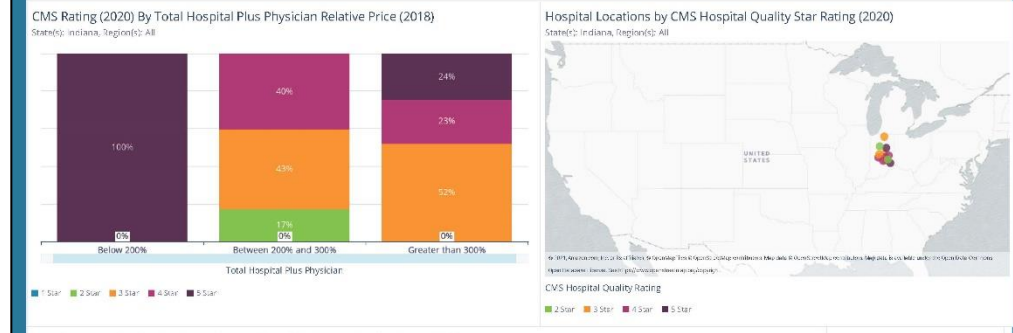 CMS Rating (2020) By Total Hospital Plus Physician Relative Price (2018)
State(s): Indiana, Region(s): All
100%
40%
43%
17%
24%
23%
52%
0%
0%
0%
Below 200%
Between 200% and 300%
Greater than 300%
Total Hospital Plus Physician
1 Star
2 Star
3 Star
4 Star
5 Star
Hospital Locations by CMS Hospital Quality Star Rating (2020)
State(s): Indiana, Region(s): All
UNITED
STATES
CMS Hospital Quality Rating
2 Star
3 Star
4 Star
5 Star